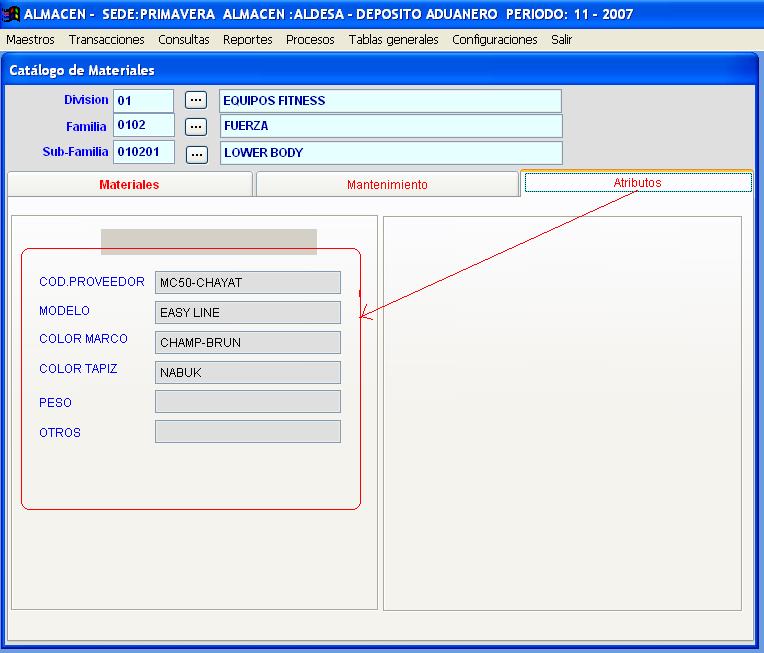 ALMACEN - SEDE:PRIMAVERA ALMACEN :ALDESA - DEPOSITO ADUANERO PERIODO: 11 - 2007
Maestros Transacciones Consultas Reportes Procesos Tablas generales Configuraciones Salir
Catálogo de Materiales
Division 01 ... EQUIPOS FITNESS
Familia 0102 ... FUERZA
Sub-Familia 010201 ... LOWER BODY
Materiales Mantenimiento Atributos
COD.PROVEEDOR MC50-CHAYAT
MODELO EASY LINE
COLOR MARCO CHAMP-BRUN
COLOR TAPIZ NABUK
PESO
OTROS